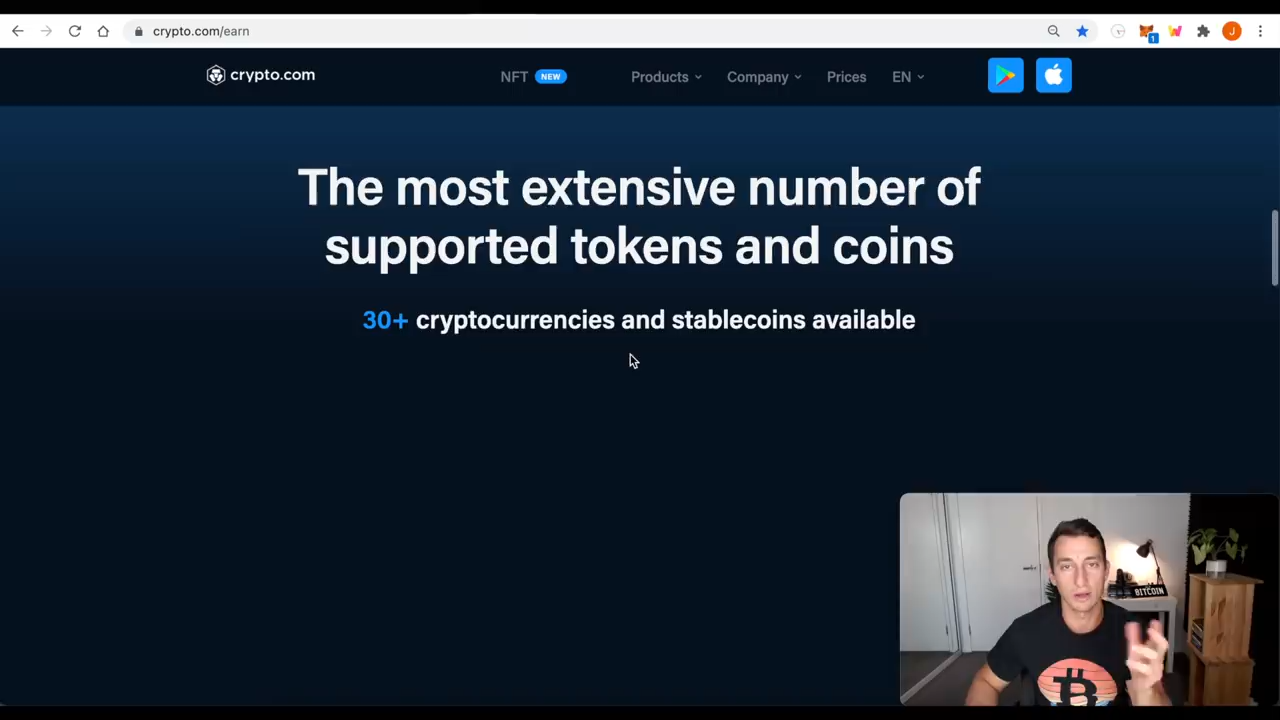 crypto.com/earn
1
J
crypto.com
NFT
NEW
Products
Company
Prices
EN
The most extensive number of
supported tokens and coins
30+ cryptocurrencies and stablecoins available
BITCOIN